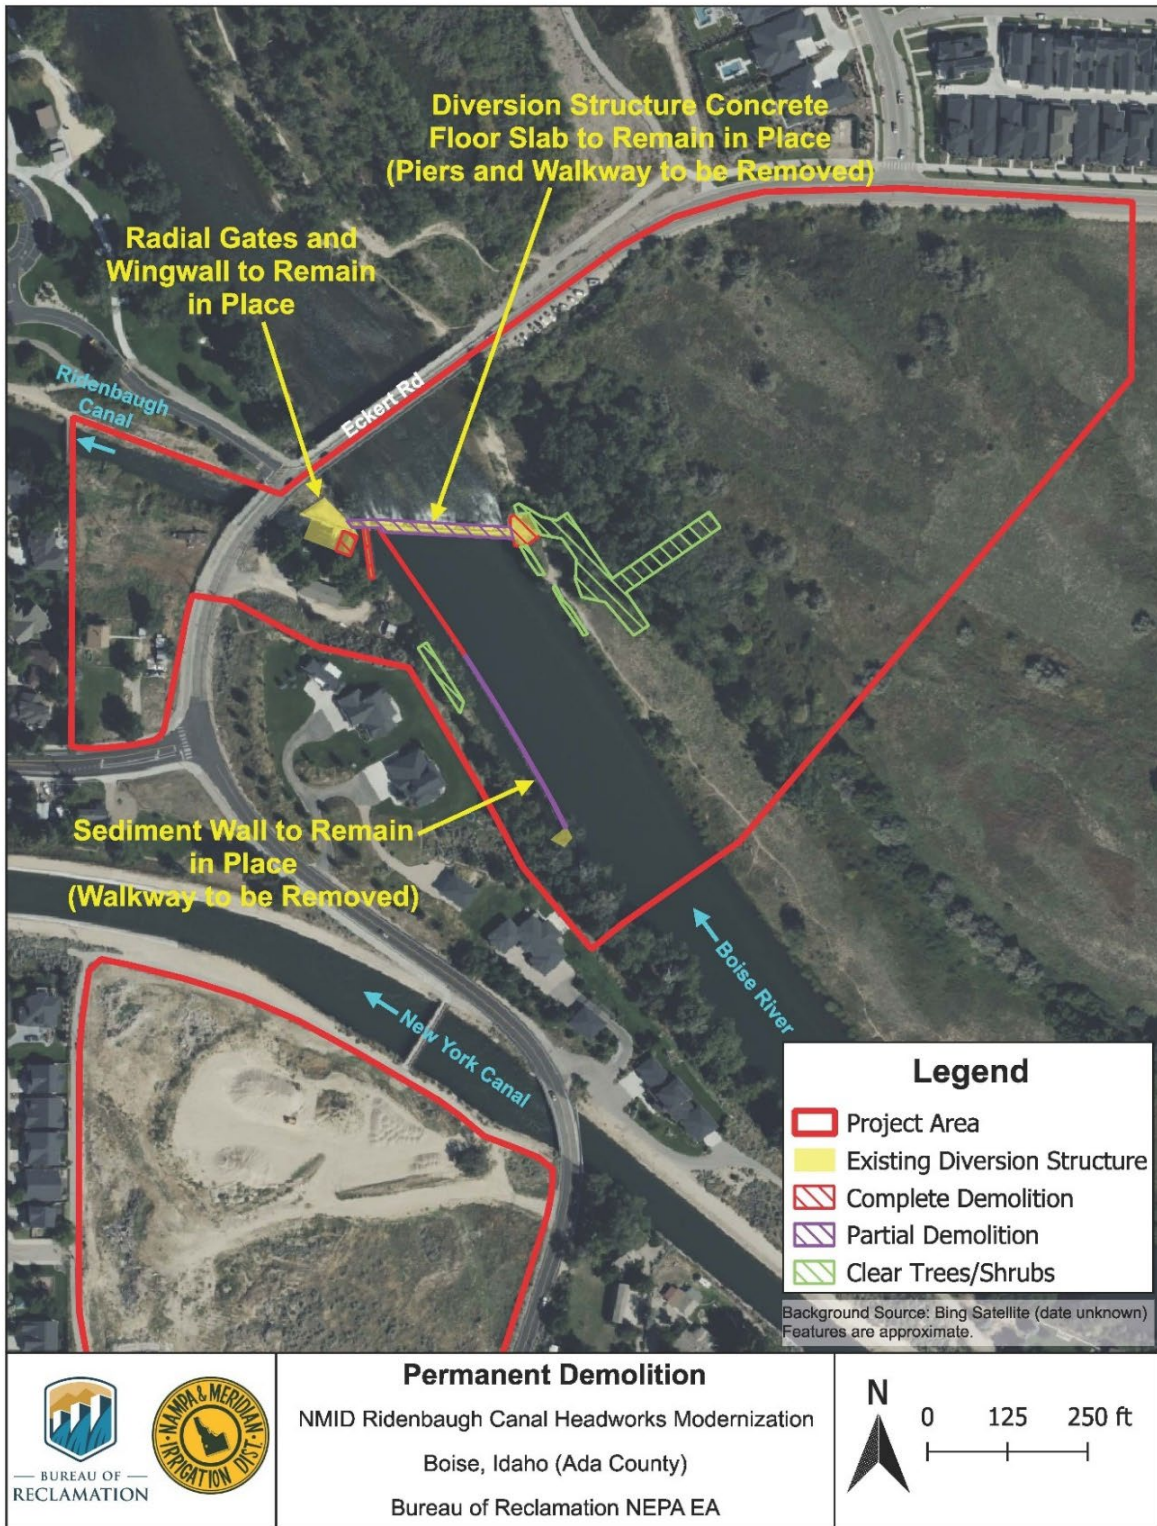 Diversion Structure Concrete
Floor Slab to Remain in Place
(Piers and Walkway to be Removed)
Radial Gates and
Wingwall to Remain
in Place
Ridenbaugh
Canal
Eckert Rd
Sediment Wall to Remain
in Place
(Walkway to be Removed)
Boise River
New York Canal
Legend
Project Area
Existing Diversion Structure
Complete Demolition
Partial Demolition
Clear Trees/Shrubs
Background Source: Bing Satellite (date unknown)
Features are approximate.
BUREAU OF
RECLAMATION
NAMPA & MERIDIAN
IRRIGATION DIST.
Permanent Demolition
NMID Ridenbaugh Canal Headworks Modernization
Boise, Idaho (Ada County)
Bureau of Reclamation NEPA EA
N
0 125 250 ft